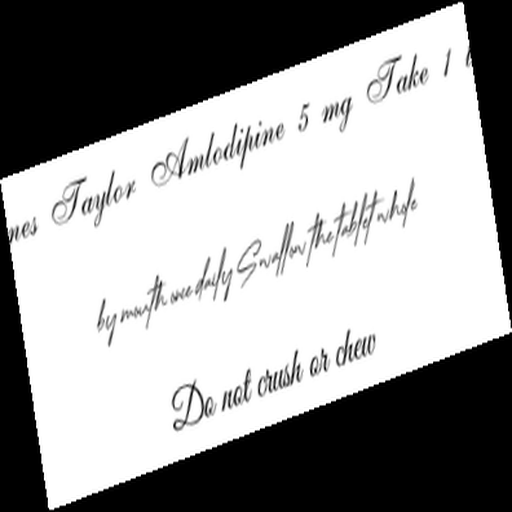 Taylor Amlodipine 5 mg Take 1
by mouth once daily Swallow the tablet whole
Do not crush or chew